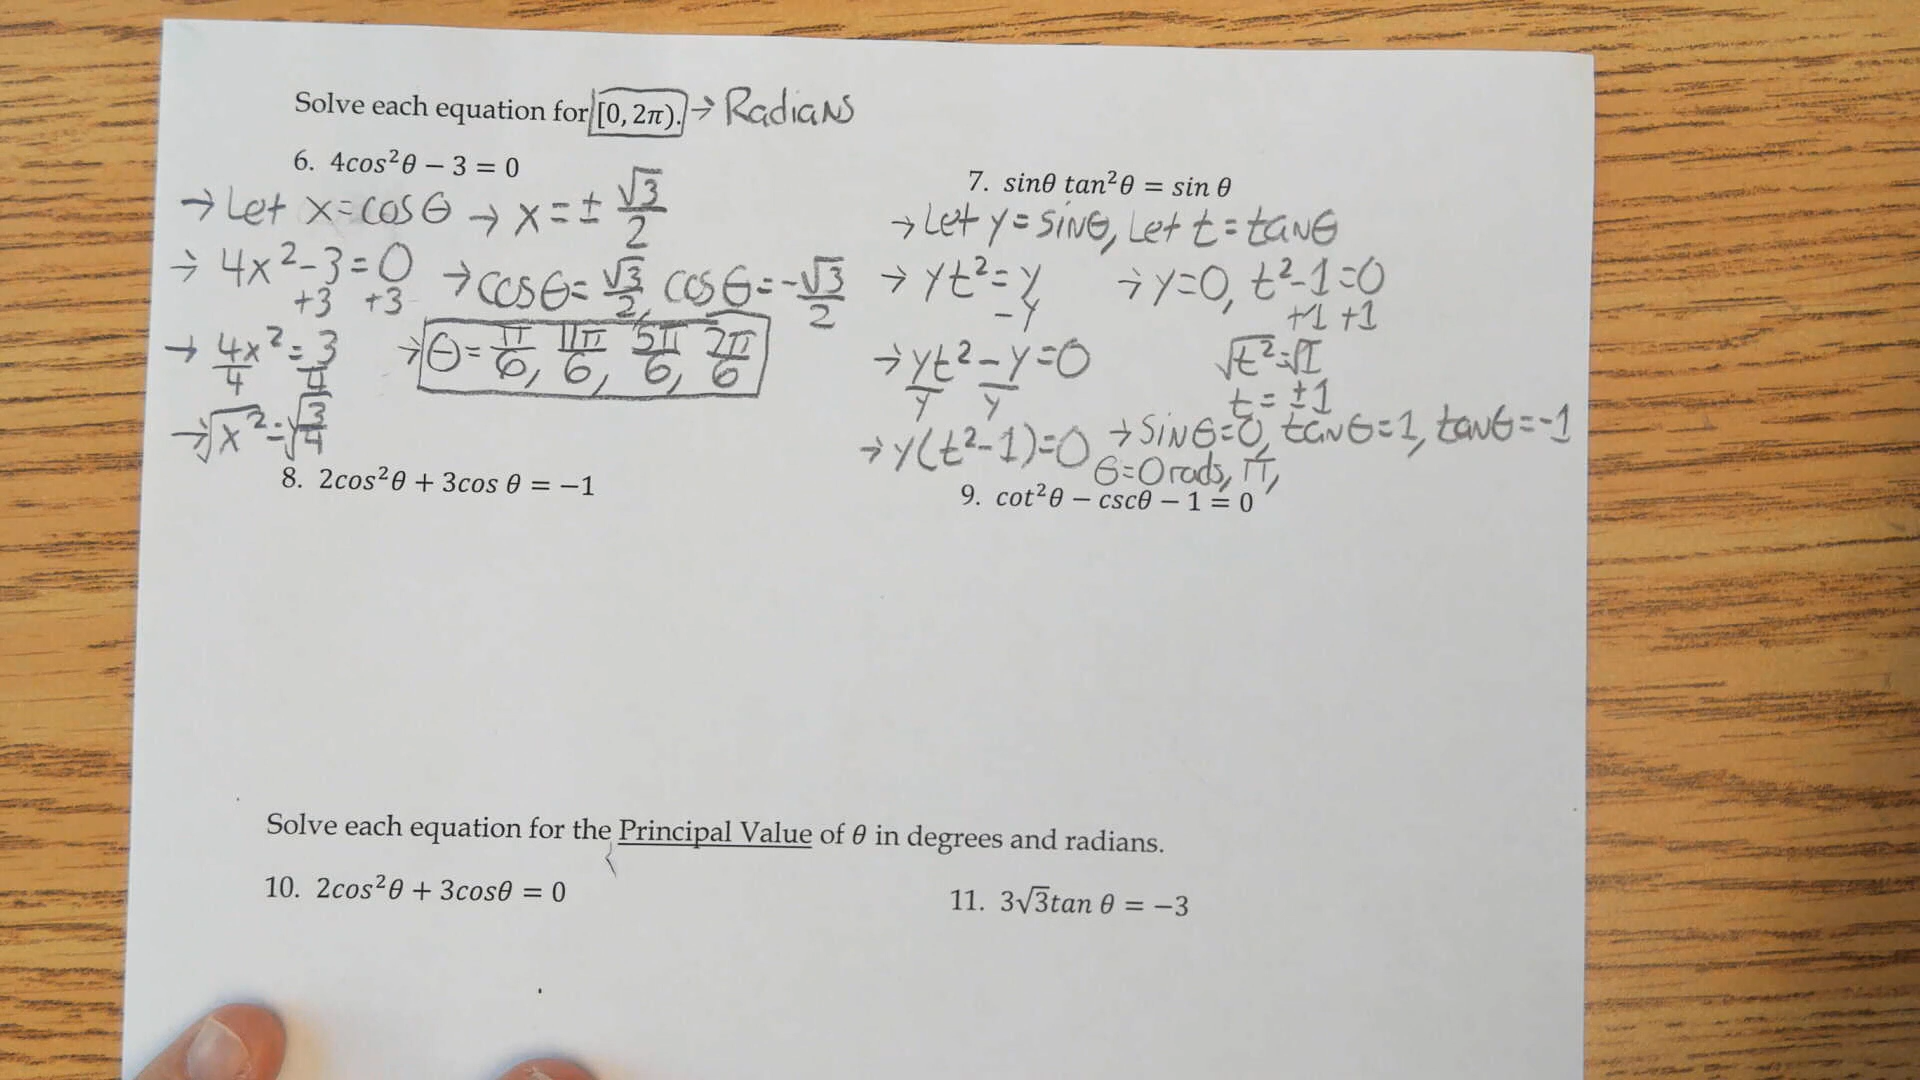 Solve each equation for [0, 2π). → Radians
6. 4cos²θ − 3 = 0
→ Let x = cosθ → x = ± √3/2
→ 4x² - 3 = 0
+3 +3
→ cosθ = √3/2, cosθ = -√3/2
→ 4x²/4 = 3/4
→ θ = π/6, 11π/6, 5π/6, 7π/6
→ √x² = √3/4
7. sinθ tan²θ = sin θ
→ Let y = sinθ, Let t = tanθ
→ yt² = y → y = 0, t² - 1 = 0
-y +1 +1
→ yt² - y = 0 √t² = √1
y y t = ±1
→ y(t² - 1) = 0 → sinθ = 0, tanθ = 1, tanθ = -1
θ = 0 rads, π,
8. 2cos²θ + 3cos θ = −1
9. cot²θ − cscθ − 1 = 0
Solve each equation for the Principal Value of θ in degrees and radians.
10. 2cos²θ + 3cosθ = 0
11. 3√3tan θ = −3